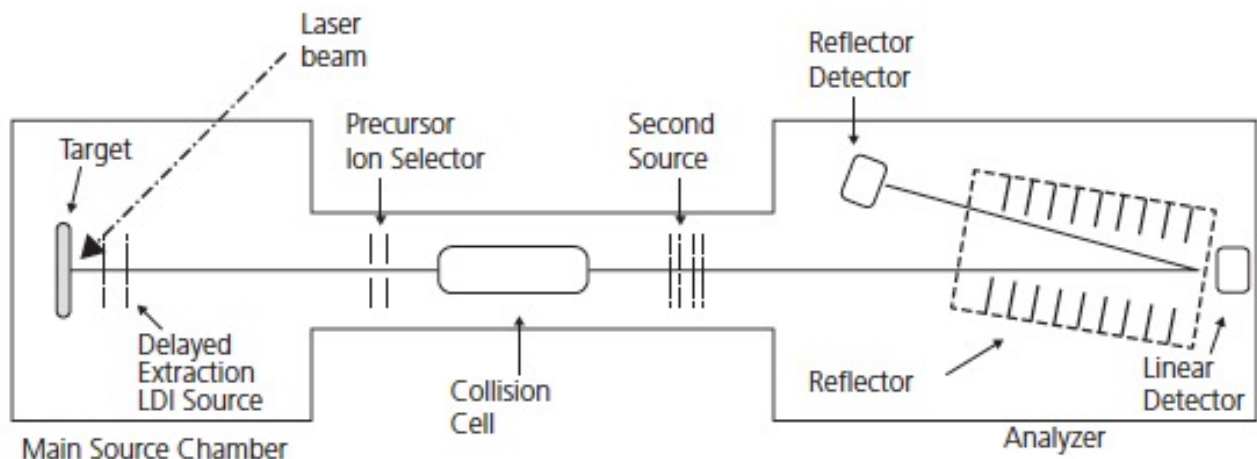 Laser
beam
Reflector
Detector
Target
Precursor
Ion Selector
Second
Source
Delayed
Extraction
LDI Source
Collision
Cell
Reflector
Linear
Detector
Main Source Chamber
Analyzer